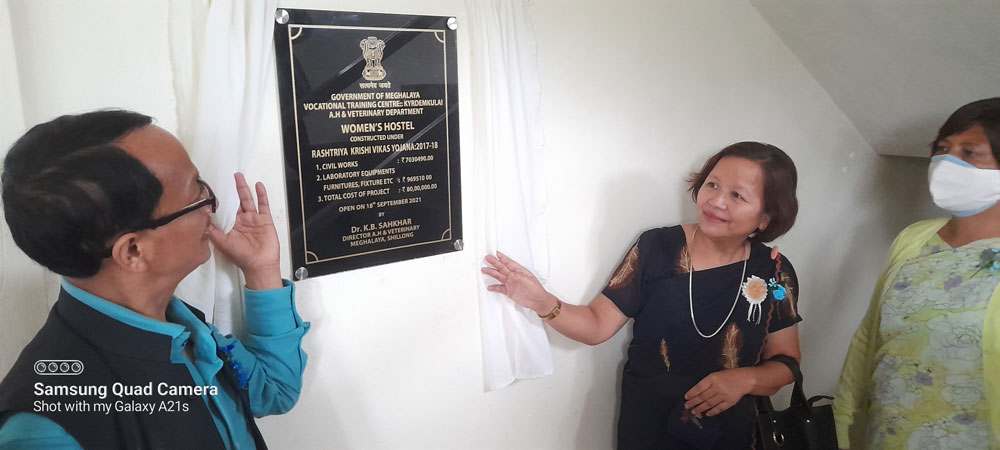 सत्यमेव जयते
GOVERNMENT OF MEGHALAYA
VOCATIONAL TRAINING CENTRE:: KYRDEMKULAI
A.H & VETERINARY DEPARTMENT
WOMEN'S HOSTEL
CONSTRUCTED UNDER
RASHTRIYA KRISHI VIKAS YOJANA:2017-18
1. CIVIL WORKS : ₹ 7030490.00
2. LABORATORY EQUIPMENTS
FURNITURES, FIXTURE ETC : ₹ 969510 00
3. TOTAL COST OF PROJECT : ₹ 80,00,000.00
OPEN ON 18th SEPTEMBER 2021
BY
Dr. K.B. SAHKHAR
DIRECTOR A.H & VETERINARY
MEGHALAYA, SHILLONG
Samsung Quad Camera
Shot with my Galaxy A21s